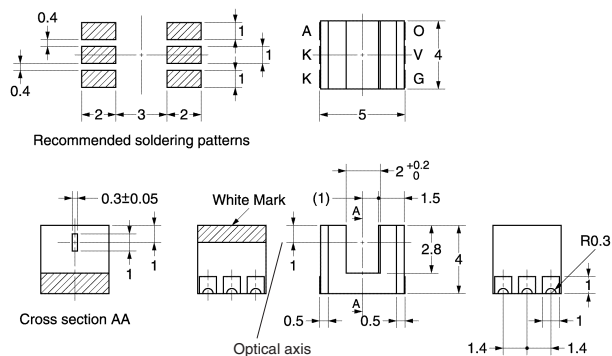 0.4
1
1
1
0.4
2
3
2
Recommended soldering patterns
A
K
K
O
V
G
4
5
0.3±0.05
1
1
Cross section AA
White Mark
1
Optical axis
2 +0.2 0
(1)
1.5
A
2.8
4
A
0.5
0.5
R0.3
1
1
1.4
1.4